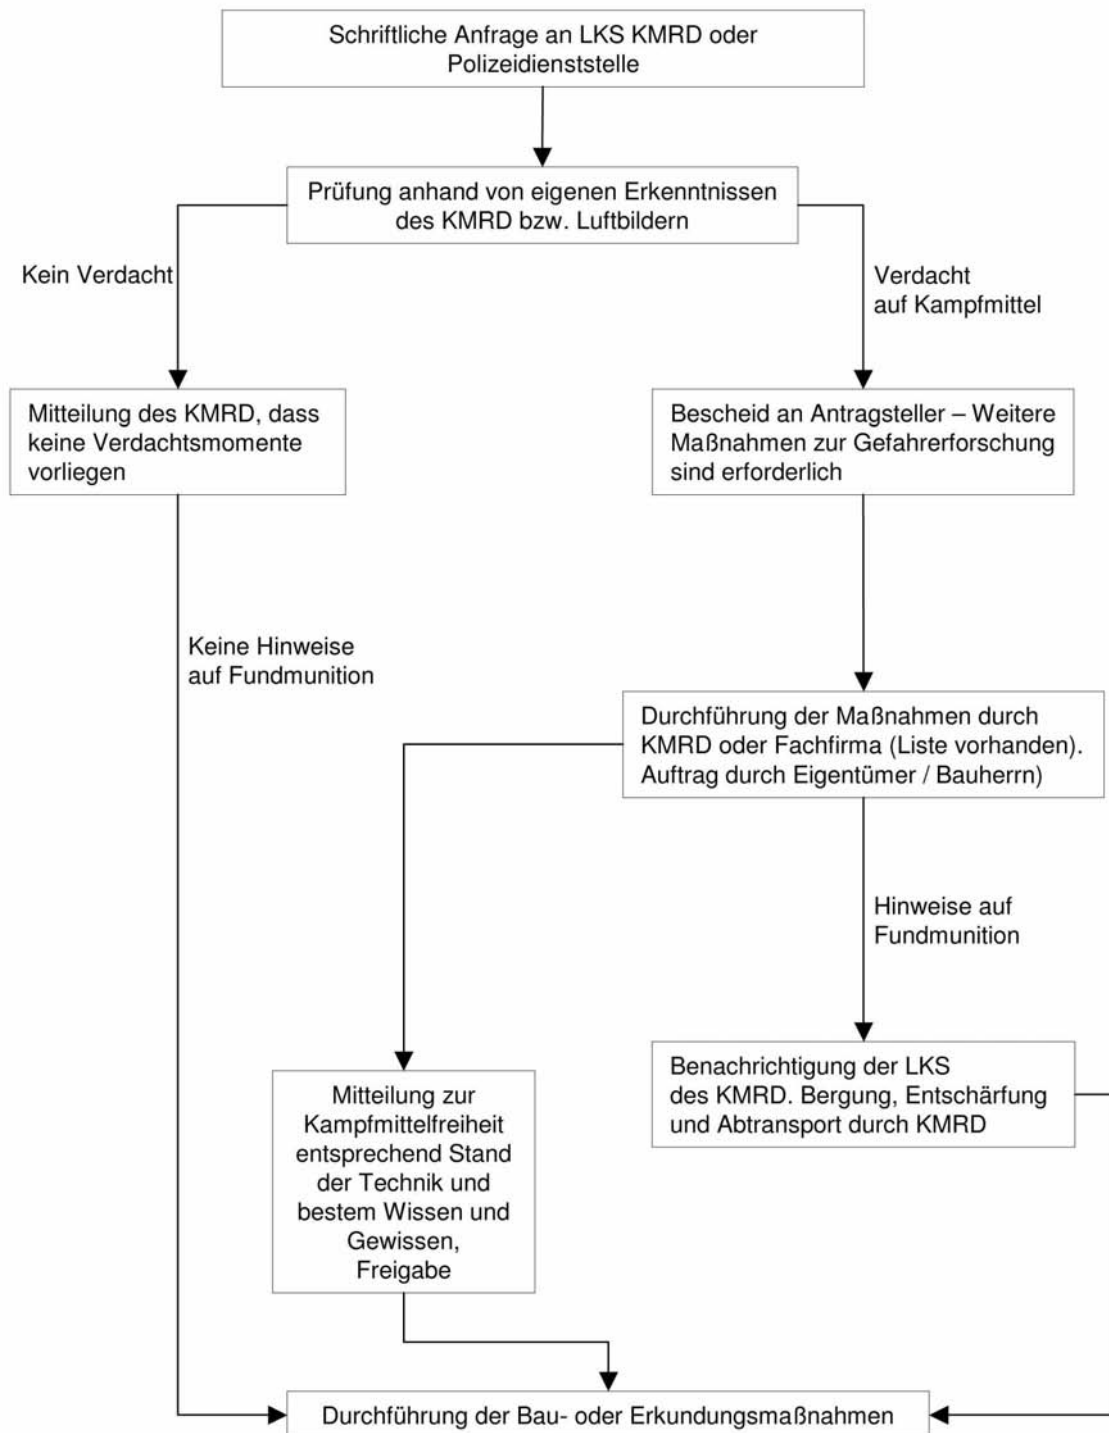 Schriftliche Anfrage an LKS KMRD oder
Polizeidienststelle
Prüfung anhand von eigenen Erkenntnissen
des KMRD bzw. Luftbildern
Kein Verdacht
Verdacht
auf Kampfmittel
Mitteilung des KMRD, dass
keine Verdachtsmomente
vorliegen
Bescheid an Antragsteller – Weitere
Maßnahmen zur Gefahrerforschung
sind erforderlich
Keine Hinweise
auf Fundmunition
Durchführung der Maßnahmen durch
KMRD oder Fachfirma (Liste vorhanden).
Auftrag durch Eigentümer / Bauherrn)
Hinweise auf
Fundmunition
Benachrichtigung der LKS
des KMRD. Bergung, Entschärfung
und Abtransport durch KMRD
Mitteilung zur
Kampfmittelfreiheit
entsprechend Stand
der Technik und
bestem Wissen und
Gewissen,
Freigabe
Durchführung der Bau- oder Erkundungsmaßnahmen